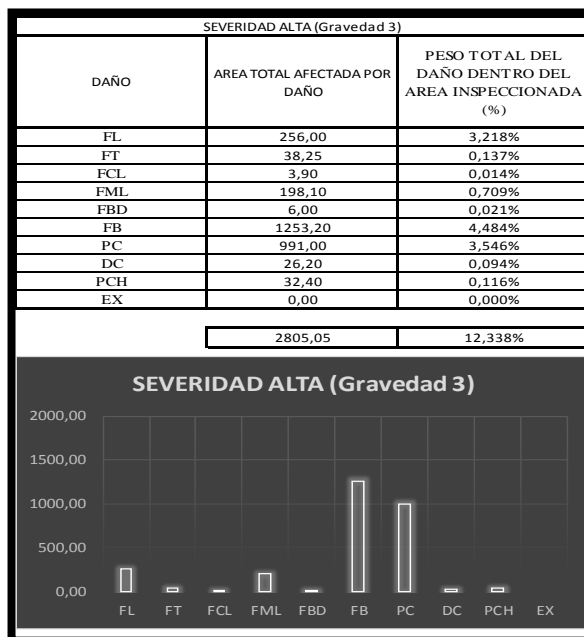 SEVERIDAD ALTA (Gravedad 3)
DAÑO AREA TOTAL AFECTADA POR DAÑO PESO TOTAL DEL DAÑO DENTRO DEL AREA INSPECCIONADA (%)
FL 256,00 3,218%
FT 38,25 0,137%
FCL 3,90 0,014%
FML 198,10 0,709%
FBD 6,00 0,021%
FB 1253,20 4,484%
PC 991,00 3,546%
DC 26,20 0,094%
PCH 32,40 0,116%
EX 0,00 0,000%
2805,05 12,338%
SEVERIDAD ALTA (Gravedad 3)
2000,00
1500,00
1000,00
500,00
0,00
FL FT FCL FML FBD FB PC DC PCH EX